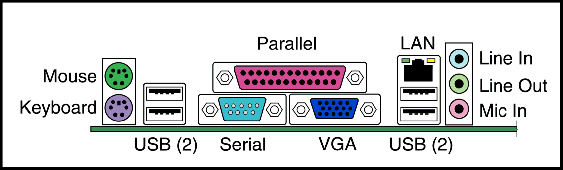 Parallel
LAN
Mouse
Line In
Line Out
Keyboard
Mic In
USB (2)
Serial
VGA
USB (2)